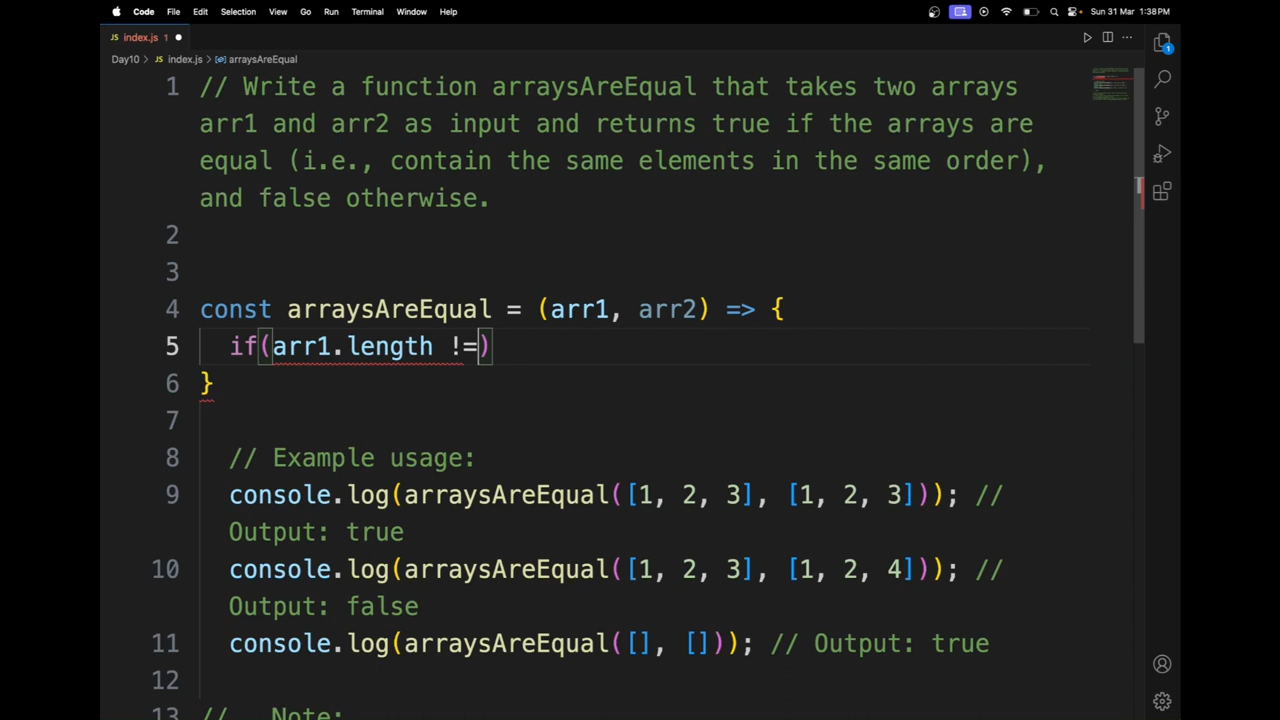 Code File Edit Selection View Go Run Terminal Window Help Sun 31 Mar 1:38 PM
JS index.js 1
Day10 > JS index.js > arraysAreEqual
1 // Write a function arraysAreEqual that takes two arrays
arr1 and arr2 as input and returns true if the arrays are
equal (i.e., contain the same elements in the same order),
and false otherwise.
2
3
4 const arraysAreEqual = (arr1, arr2) => {
5 if(arr1.length !=)
6 }
7
8 // Example usage:
9 console.log(arraysAreEqual([1, 2, 3], [1, 2, 3])); //
Output: true
10 console.log(arraysAreEqual([1, 2, 3], [1, 2, 4])); //
Output: false
11 console.log(arraysAreEqual([], [])); // Output: true
12
13 // Note:
1